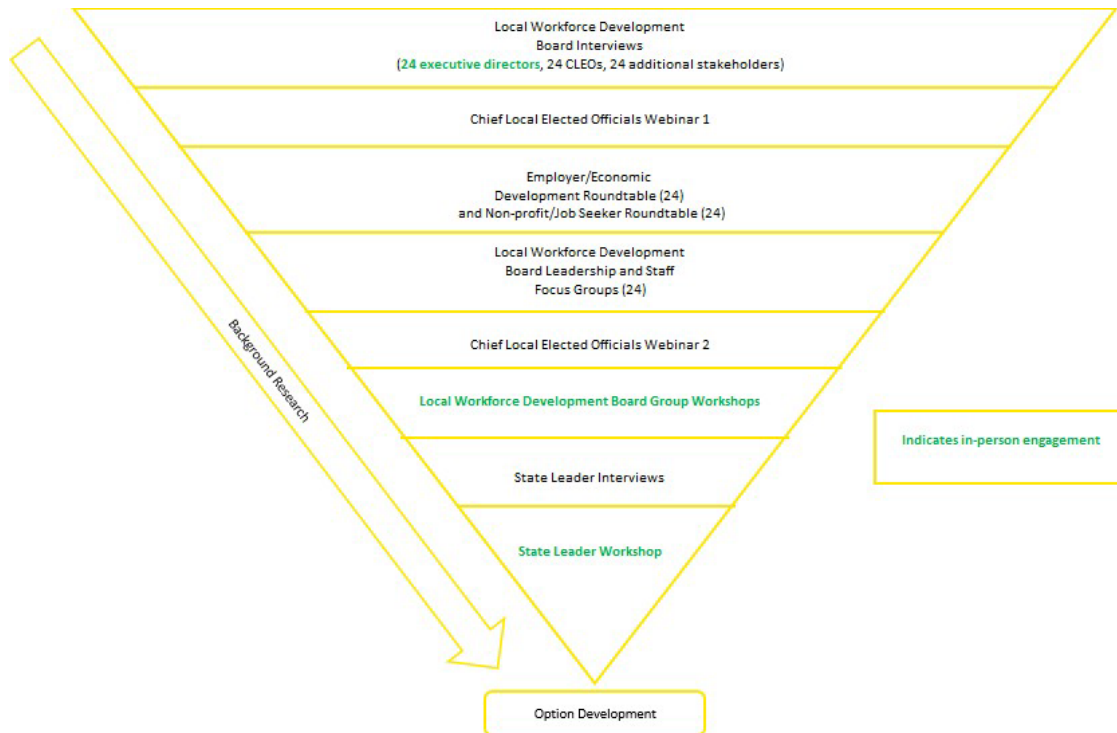 Local Workforce Development
Board Interviews
(24 executive directors, 24 CLEOs, 24 additional stakeholders)
Chief Local Elected Officials Webinar 1
Employer/Economic
Development Roundtable (24)
and Non-profit/Job Seeker Roundtable (24)
Local Workforce Development
Board Leadership and Staff
Focus Groups (24)
Chief Local Elected Officials Webinar 2
Local Workforce Development Board Group Workshops
State Leader Interviews
State Leader Workshop
Option Development
Background Research
Indicates in-person engagement